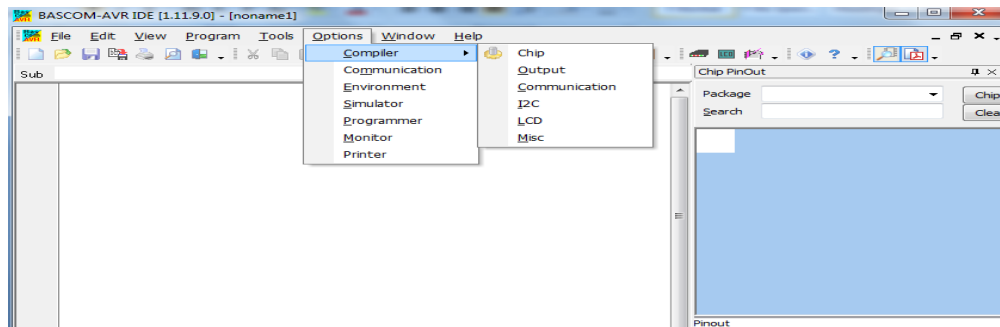 BASCOM-AVR IDE [1.11.9.0] - [noname1]
File Edit View Program Tools Options Window Help
Sub
Compiler
Communication
Environment
Simulator
Programmer
Monitor
Printer
Chip
Output
Communication
I2C
LCD
Misc
Chip PinOut
Package
Chip
Search
Clea
Pinout